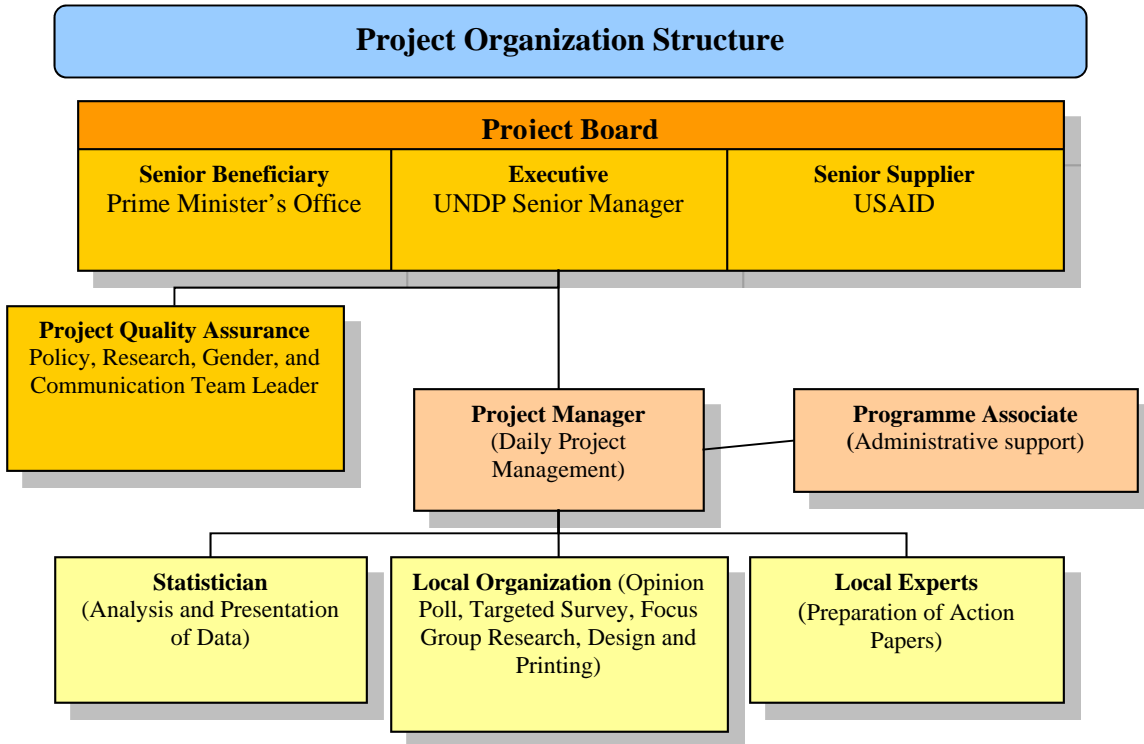 Project Organization Structure
Project Board
Senior Beneficiary
Prime Minister's Office
Executive
UNDP Senior Manager
Senior Supplier
USAID
Project Quality Assurance
Policy, Research, Gender, and
Communication Team Leader
Project Manager
(Daily Project
Management)
Programme Associate
(Administrative support)
Statistician
(Analysis and Presentation
of Data)
Local Organization (Opinion
Poll, Targeted Survey, Focus
Group Research, Design and
Printing)
Local Experts
(Preparation of Action
Papers)